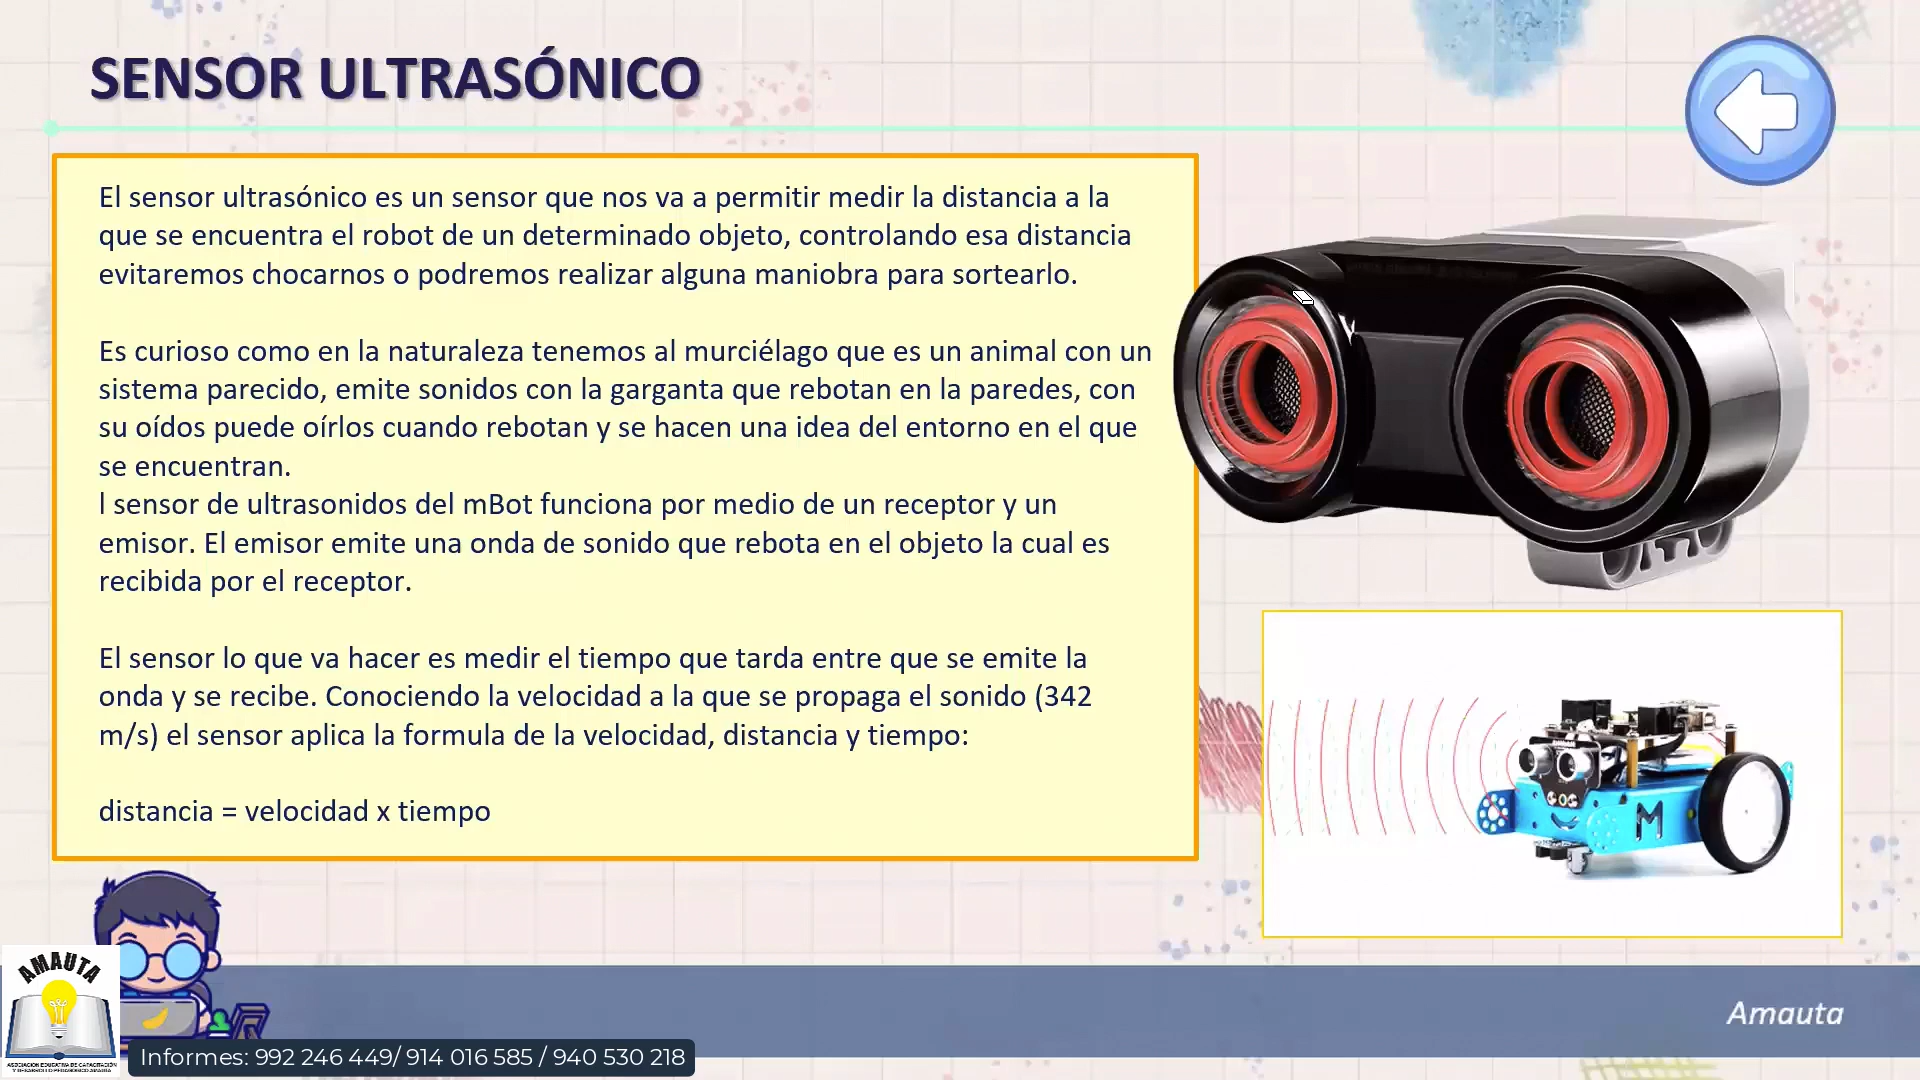 SENSOR ULTRASÓNICO
El sensor ultrasónico es un sensor que nos va a permitir medir la distancia a la
que se encuentra el robot de un determinado objeto, controlando esa distancia
evitaremos chocarnos o podremos realizar alguna maniobra para sortearlo.
Es curioso como en la naturaleza tenemos al murciélago que es un animal con un
sistema parecido, emite sonidos con la garganta que rebotan en la paredes, con
su oídos puede oírlos cuando rebotan y se hacen una idea del entorno en el que
se encuentran.
l sensor de ultrasonidos del mBot funciona por medio de un receptor y un
emisor. El emisor emite una onda de sonido que rebota en el objeto la cual es
recibida por el receptor.
El sensor lo que va hacer es medir el tiempo que tarda entre que se emite la
onda y se recibe. Conociendo la velocidad a la que se propaga el sonido (342
m/s) el sensor aplica la formula de la velocidad, distancia y tiempo:
distancia = velocidad x tiempo
M
AMAUTA
ASOCIACION EDUCATIVA DE CAPACITACIÓN
Y DESARROLLO PEDAGOGICO AMAUTA
Amauta
Informes: 992 246 449/ 914 016 585 / 940 530 218